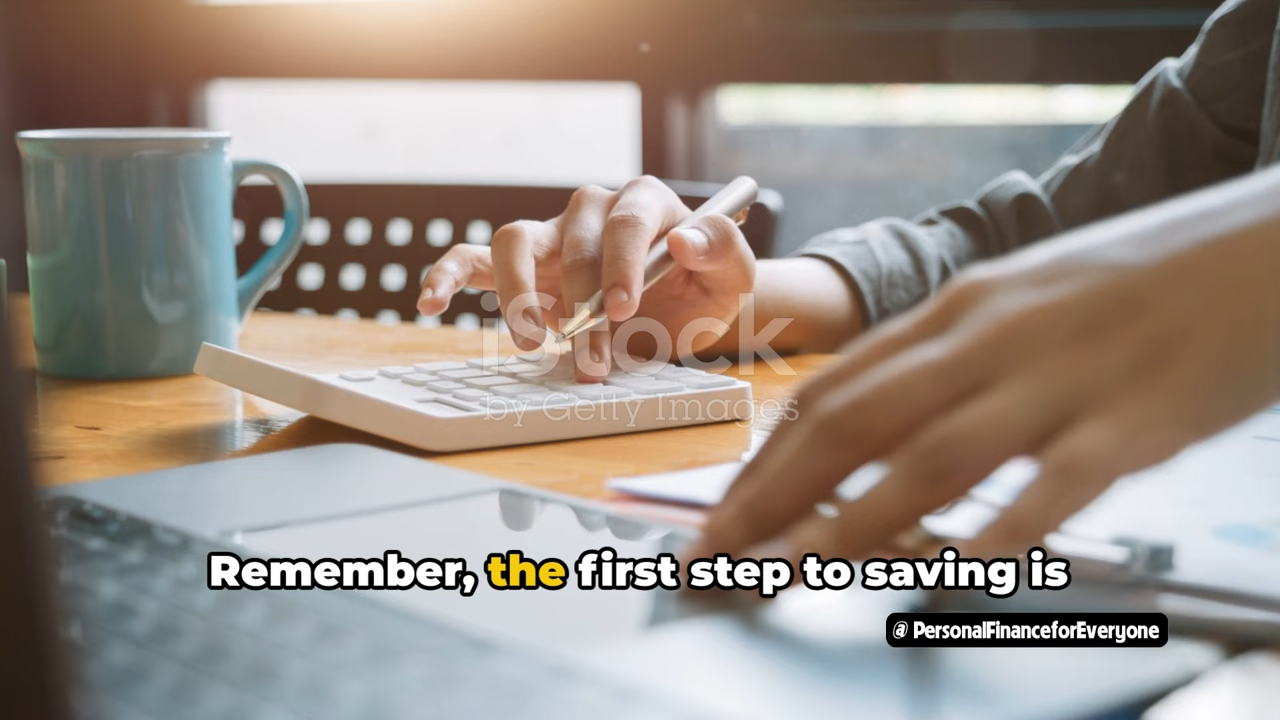 iStock
by Getty Images
Remember, the first step to saving is
@ PersonalFinanceforEveryone